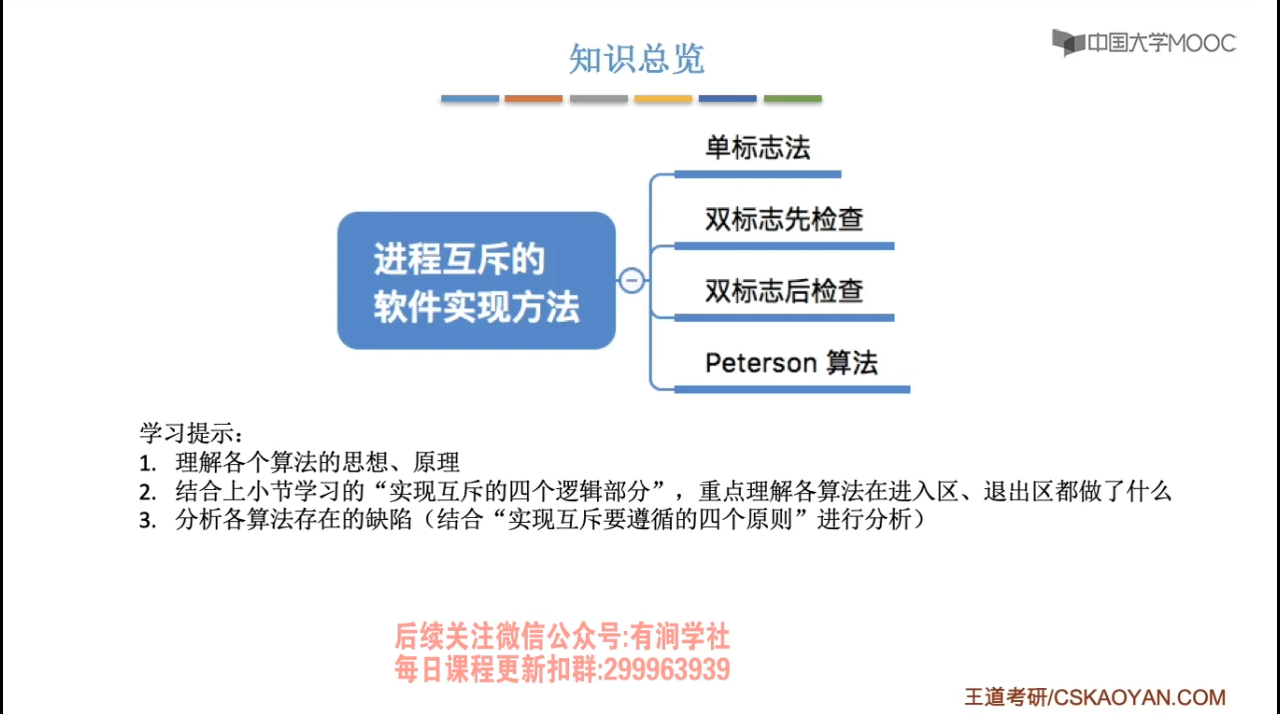 中国大学MOOC
知识总览
单标志法
双标志先检查
进程互斥的
软件实现方法
双标志后检查
Peterson 算法
学习提示：
1. 理解各个算法的思想、原理
2. 结合上小节学习的“实现互斥的四个逻辑部分”，重点理解各算法在进入区、退出区都做了什么
3. 分析各算法存在的缺陷（结合“实现互斥要遵循的四个原则”进行分析）
后续关注微信公众号:有涧学社
每日课程更新扣群:299963939
王道考研/CSKAOYAN.COM